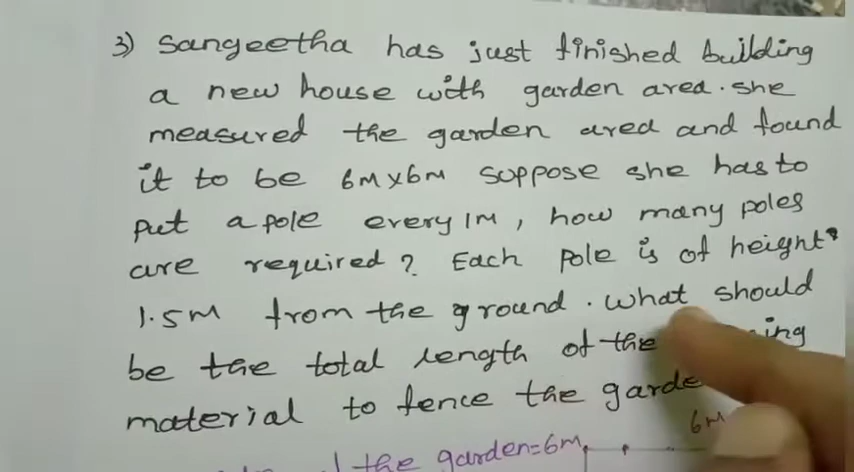 3) Sangeetha has just finished building
a new house with garden area. she
measured the garden area and found
it to be 6Mx6M suppose she has to
put a pole every 1M, how many poles
are required? Each pole is of height
1.5M from the ground. what should
be the total length of the
material to fence the
6M
the garden=6M